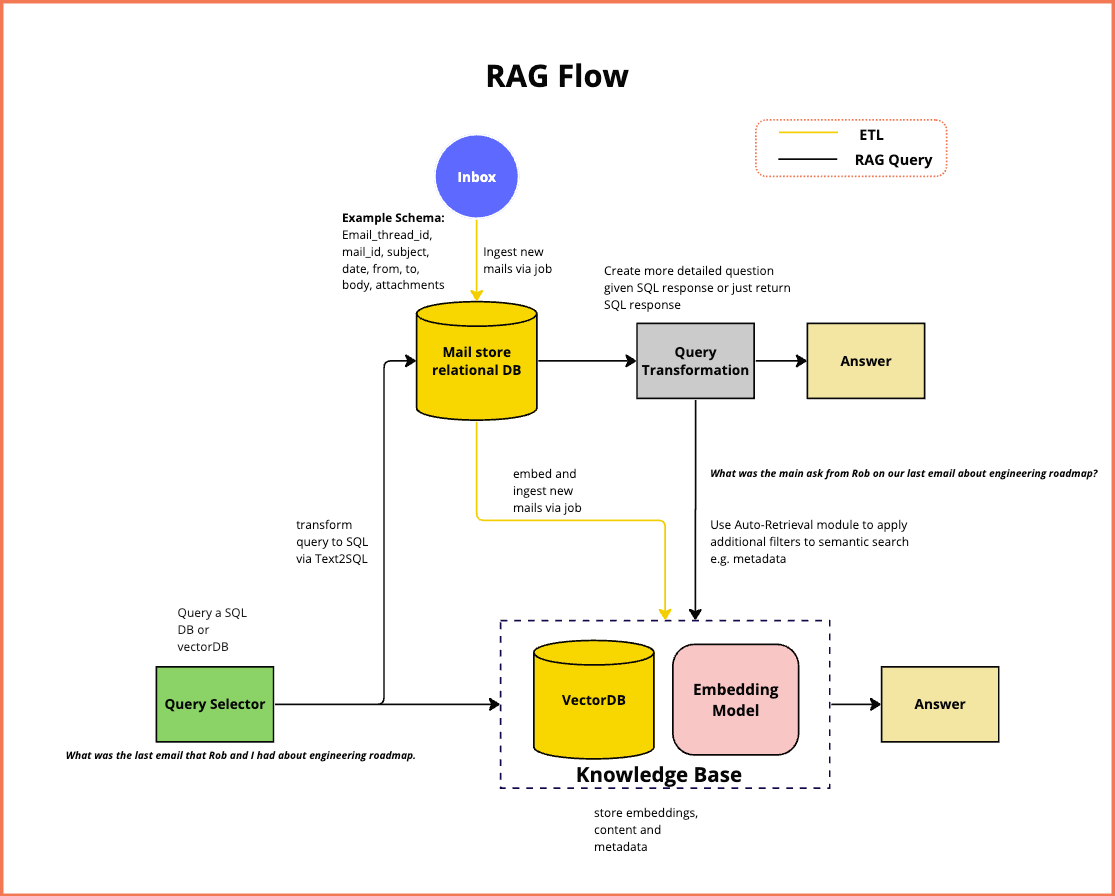 RAG Flow
ETL
RAG Query
Inbox
Example Schema:
Email_thread_id,
mail_id, subject,
date, from, to,
body, attachments
Ingest new
mails via job
Create more detailed question
given SQL response or just return
SQL response
Mail store
relational DB
Query
Transformation
Answer
embed and
ingest new
mails via job
What was the main ask from Rob on our last email about engineering roadmap?
transform
query to SQL
via Text2SQL
Use Auto-Retrieval module to apply
additional filters to semantic search
e.g. metadata
Query a SQL
DB or
vectorDB
Query Selector
What was the last email that Rob and I had about engineering roadmap.
VectorDB
Embedding
Model
Knowledge Base
Answer
store embeddings,
content and
metadata